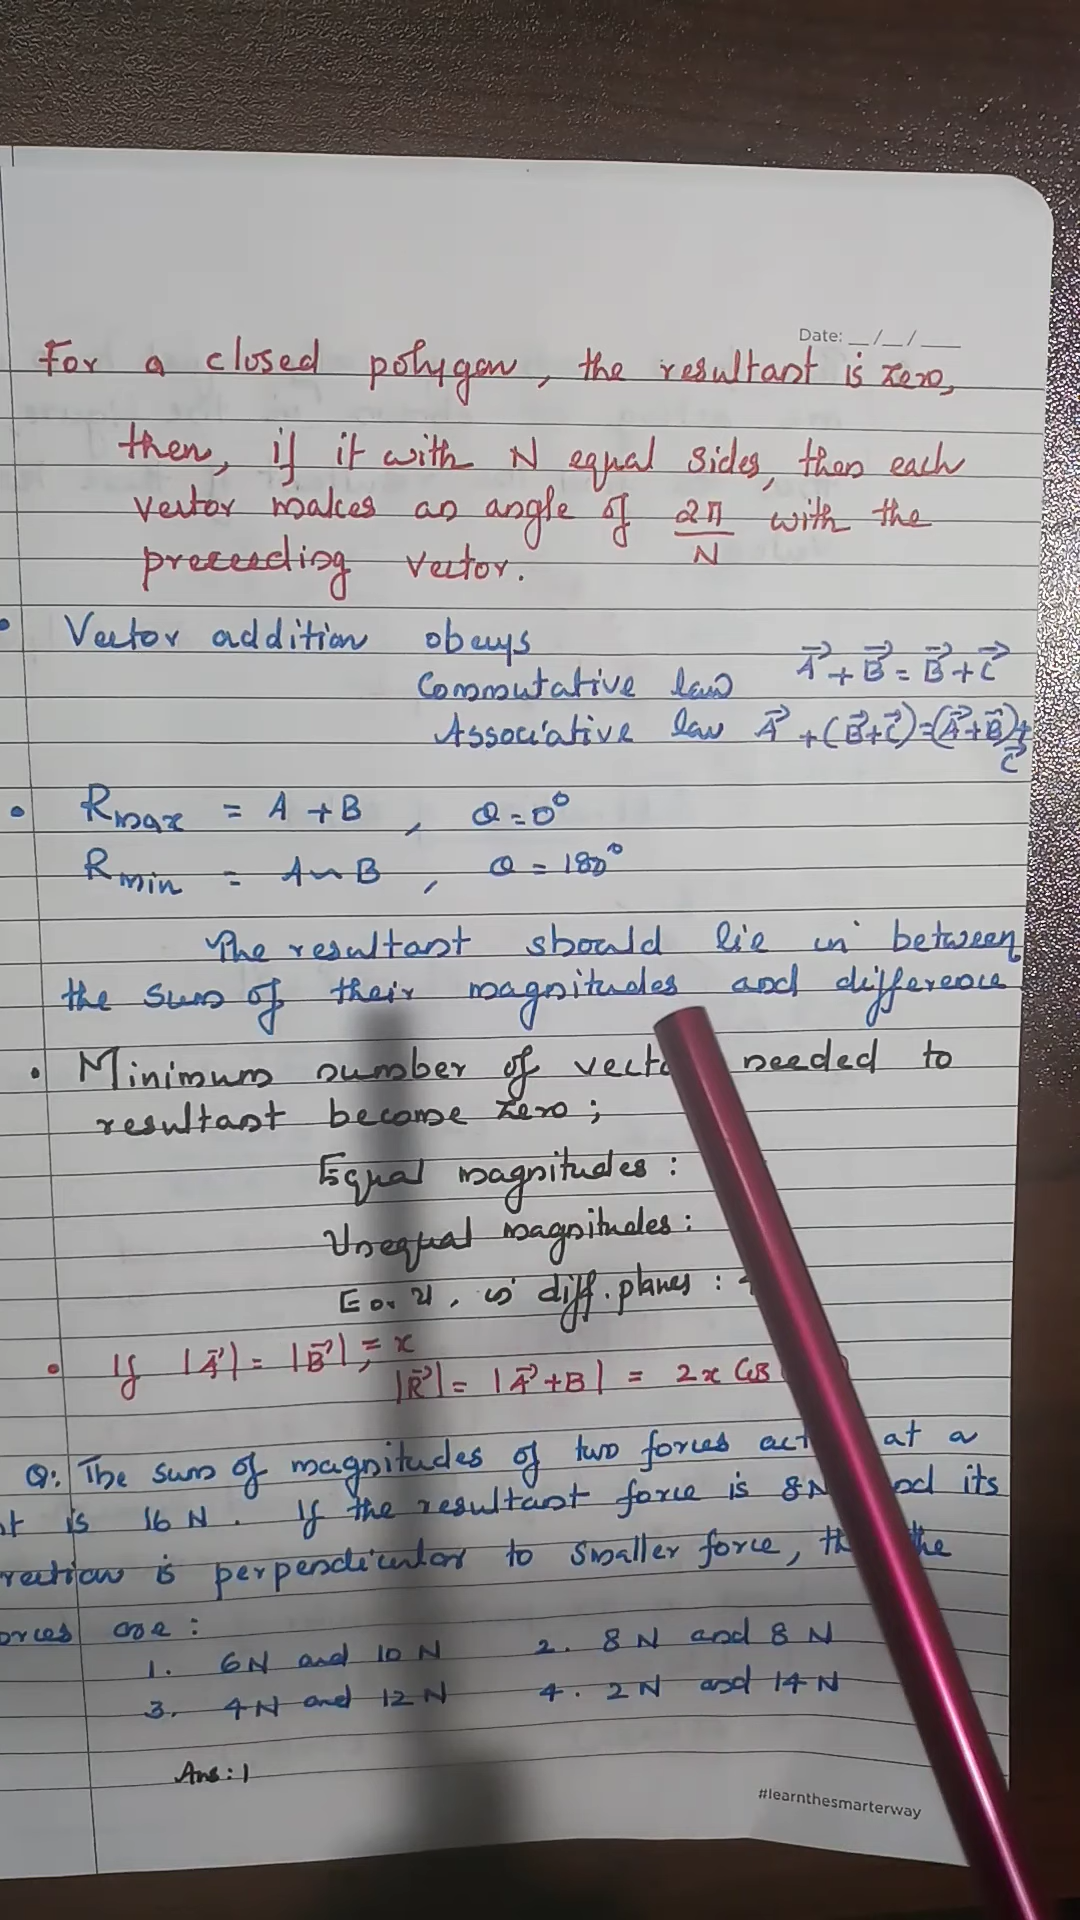 Date: __/__/____
For a closed polygon, the resultant is zero,
then, if it with N equal sides, then each
vector makes an angle of 2π/N with the
preceeding vector.
• Vector addition obeys
Commutative law A⃗ + B⃗ = B⃗ + C⃗
Associative law A⃗ + (B⃗+C⃗) = (A⃗+B⃗)+
C⃗
• Rmax = A + B , θ = 0°
Rmin = A ~ B , θ = 180°
The resultant should lie in between
the sum of their magnitudes and difference
• Minimum number of needed to
resultant become zero ;
Equal magnitudes :
Unequal magnitudes :
E or U, in diff. planes :
• If |A⃗| = |B⃗| = x
|R⃗| = |A⃗+B| = 2x Cos
Q: The sum of magnitudes of two forces at a
is 16 N. If the resultant force is 8N its
is perpendicular to smaller force, the
are :
1. 6N and 10 N 2. 8 N and 8 N
3. 4N and 12 N 4. 2 N and 14 N
Ans : 1
#learnthesmarterway